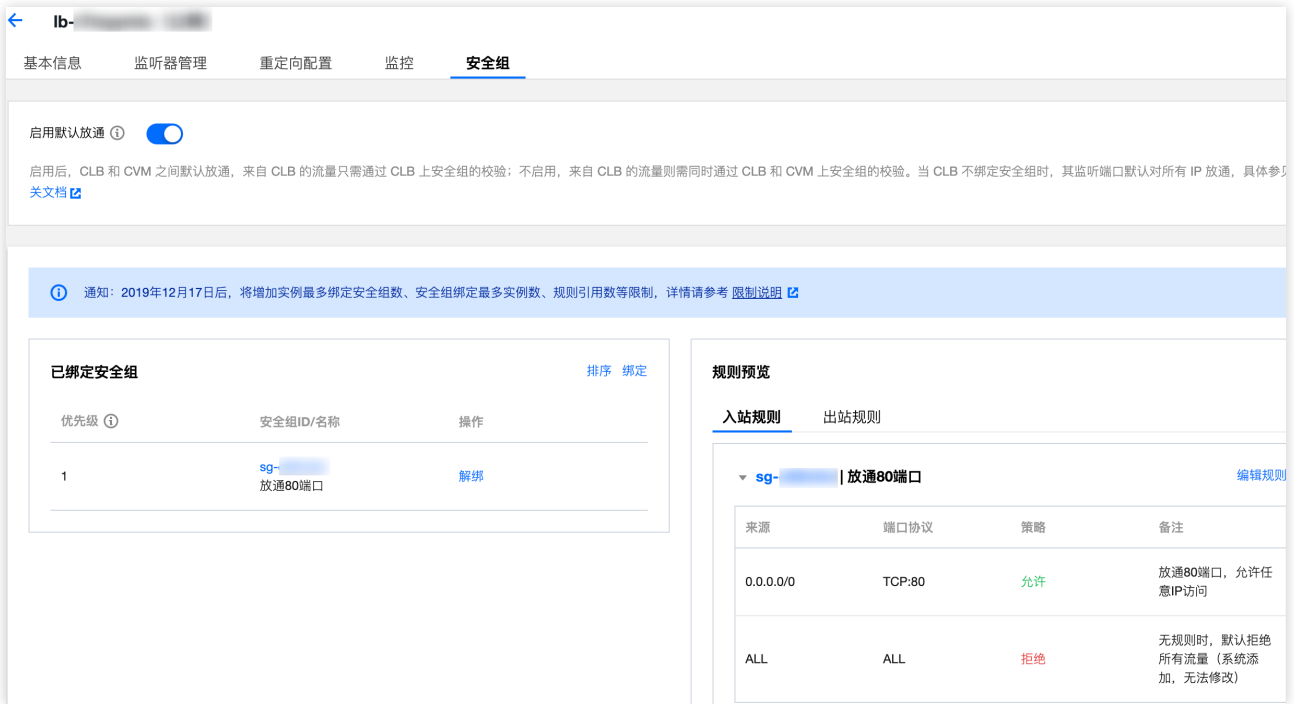 lb-
基本信息 监听器管理 重定向配置 监控 安全组
启用默认放通
启用后，CLB 和 CVM 之间默认放通，来自 CLB 的流量只需通过 CLB 上安全组的校验；不启用，来自 CLB 的流量则需同时通过 CLB 和 CVM 上安全组的校验。当 CLB 不绑定安全组时，其监听端口默认对所有 IP 放通，具体参
关文档
通知：2019年12月17日后，将增加实例最多绑定安全组数、安全组绑定最多实例数、规则引用数等限制，详情请参考 限制说明
已绑定安全组
排序 绑定
优先级 安全组ID/名称 操作
1
sg-
放通80端口
解绑
规则预览
入站规则 出站规则
sg- | 放通80端口
编辑规则
来源 端口协议 策略 备注
0.0.0.0/0 TCP:80 允许
放通80端口，允许任
意IP访问
ALL ALL 拒绝
无规则时，默认拒绝
所有流量（系统添
加，无法修改）